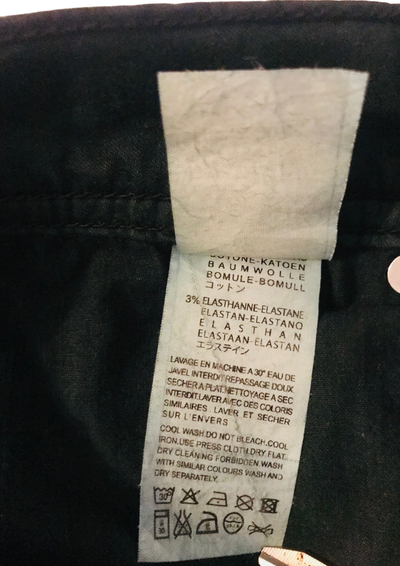 COTONE-KATOEN
BAUMWOLLE
BOMULE-BOMULL
コットン
3% ELASTHANNE-ELASTANE
ELASTAN-ELASTANO
ELASTHAN
ELASTAAN-ELASTAN
エラステイン
LAVAGE EN MACHINE A 30° EAU DE
JAVEL INTERDIT REPASSAGE DOUX
SECHER A PLAT.NETTOYAGE A SEC
INTERDIT.LAVER AVEC DES COLORIS
SIMILAIRES. LAVER ET SECHER
SUR L'ENVERS
COOL WASH.DO NOT BLEACH.COOL
IRON.USE PRESS CLOTH.DRY FLAT.
DRY CLEANING FORBIDDEN.WASH
WITH SIMILAR COLOURS WASH AND
DRY SEPARATELY.
30°